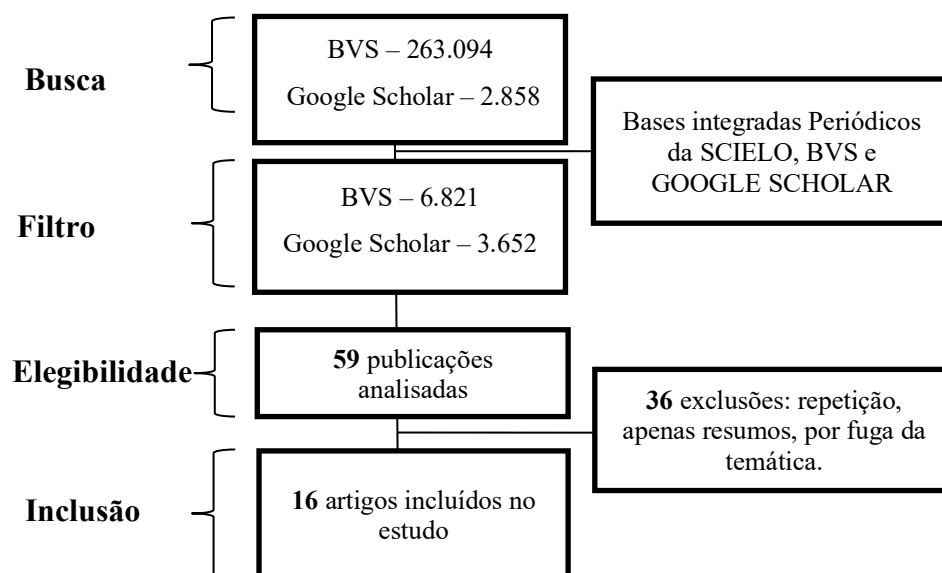 Busca
BVS – 263.094
Google Scholar – 2.858
Bases integradas Periódicos
da SCIELO, BVS e
GOOGLE SCHOLAR
Filtro
BVS – 6.821
Google Scholar – 3.652
Elegibilidade
59 publicações
analisadas
36 exclusões: repetição,
apenas resumos, por fuga da
temática.
Inclusão
16 artigos incluídos no
estudo